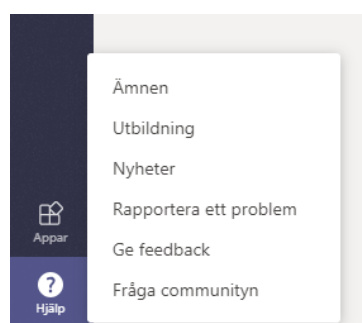 Ämnen
Utbildning
Nyheter
Rapportera ett problem
Ge feedback
Fråga communityn
Appar
Hjälp